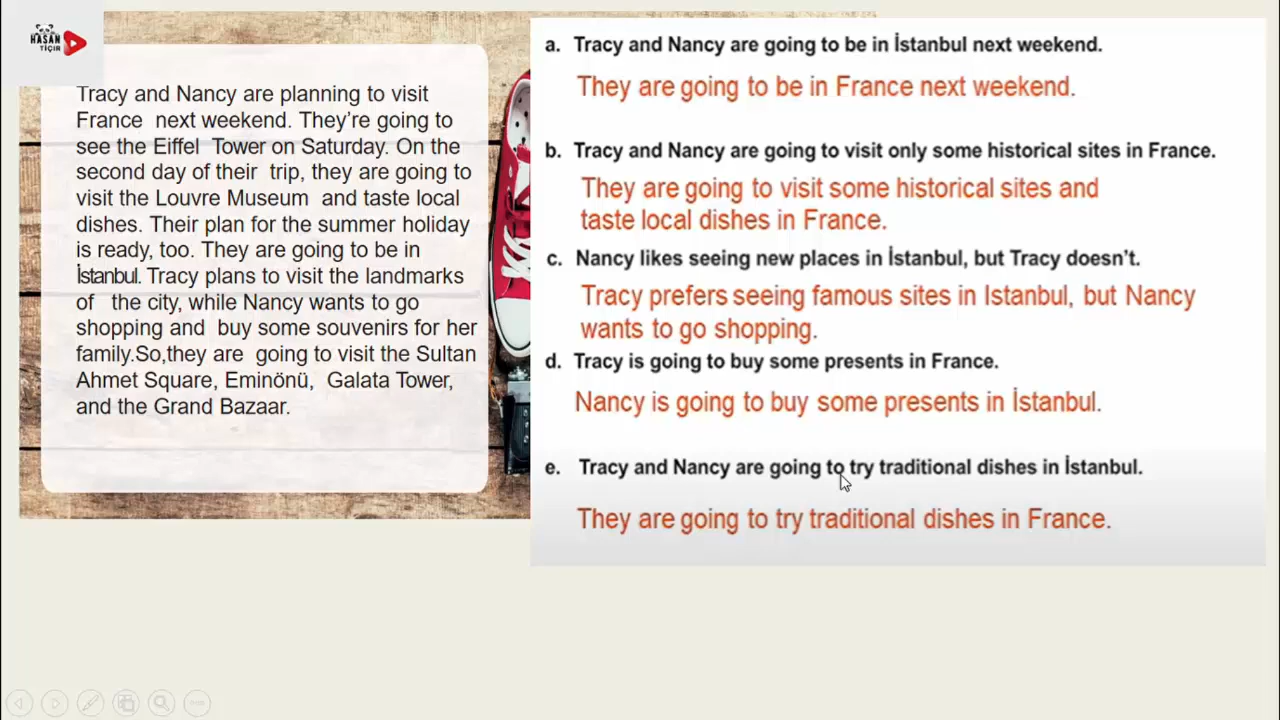 HASAN
TİÇIR
Tracy and Nancy are planning to visit
France next weekend. They're going to
see the Eiffel Tower on Saturday. On the
second day of their trip, they are going to
visit the Louvre Museum and taste local
dishes. Their plan for the summer holiday
is ready, too. They are going to be in
İstanbul. Tracy plans to visit the landmarks
of the city, while Nancy wants to go
shopping and buy some souvenirs for her
family.So,they are going to visit the Sultan
Ahmet Square, Eminönü, Galata Tower,
and the Grand Bazaar.
a. Tracy and Nancy are going to be in İstanbul next weekend.
They are going to be in France next weekend.
b. Tracy and Nancy are going to visit only some historical sites in France.
They are going to visit some historical sites and
taste local dishes in France.
c. Nancy likes seeing new places in İstanbul, but Tracy doesn't.
Tracy prefers seeing famous sites in Istanbul, but Nancy
wants to go shopping.
d. Tracy is going to buy some presents in France.
Nancy is going to buy some presents in İstanbul.
e. Tracy and Nancy are going to try traditional dishes in İstanbul.
They are going to try traditional dishes in France.